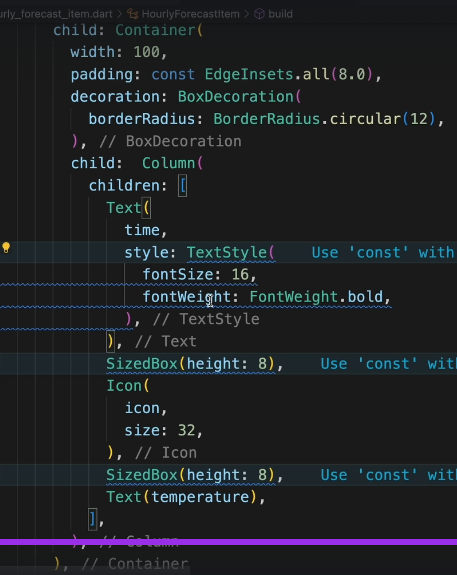 urly_forecast_item.dart > HourlyForecastItem > build
child: Container(
width: 100,
padding: const EdgeInsets.all(8.0),
decoration: BoxDecoration(
borderRadius: BorderRadius.circular(12),
), // BoxDecoration
child:  Column(
children: [
Text(
time,
style: TextStyle(    Use 'const' with
fontSize: 16,
fontWeight: FontWeight.bold,
), // TextStyle
), // Text
SizedBox(height: 8),    Use 'const' wit
Icon(
icon,
size: 32,
), // Icon
SizedBox(height: 8),    Use 'const' wit
Text(temperature),
],
), // Column
), // Container